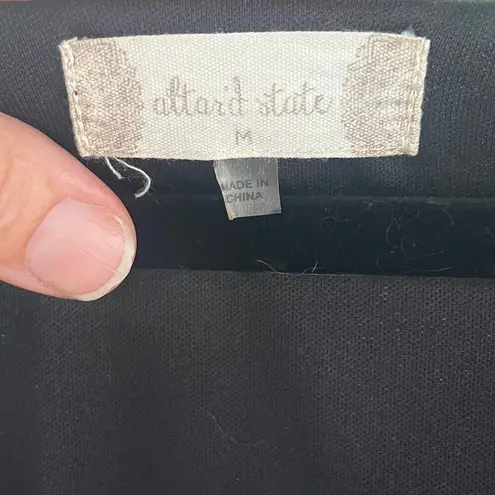 altar'd state
M
MADE IN
CHINA